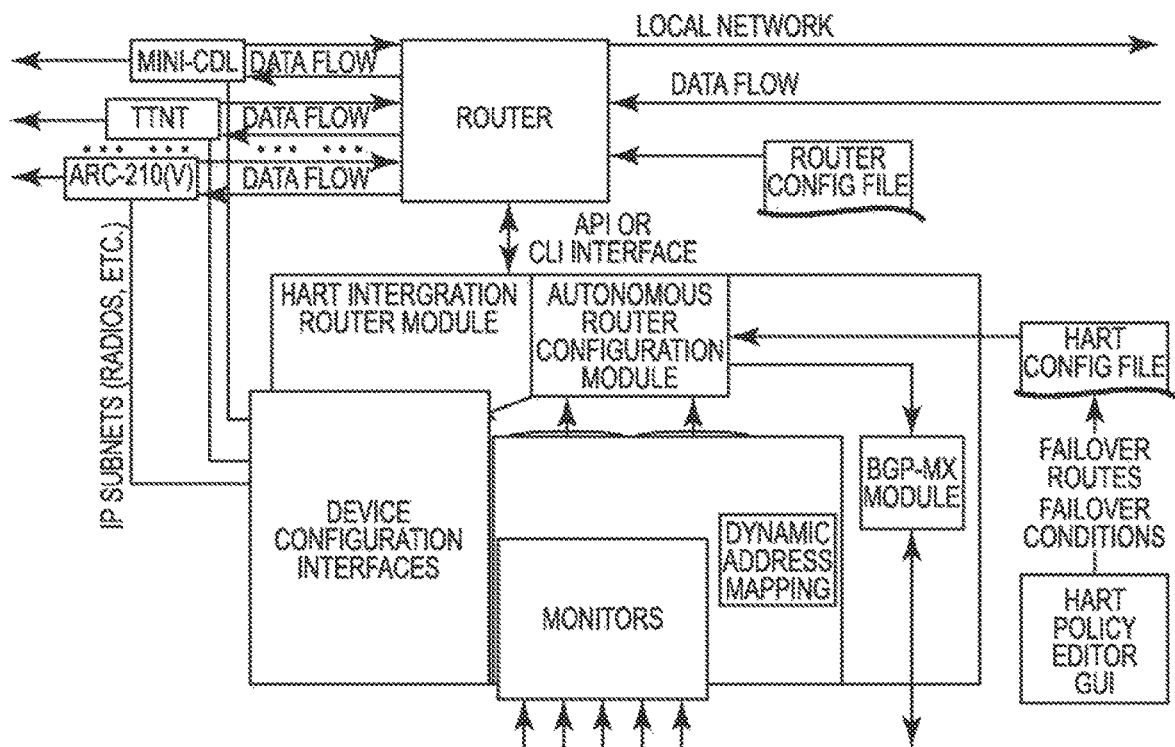 LOCAL NETWORK
MINI-CDL
DATA FLOW
DATA FLOW
TTNT
DATA FLOW
ROUTER
ARC-210(V)
DATA FLOW
ROUTER
CONFIG FILE
API OR
CLI INTERFACE
IP SUBNETS (RADIOS, ETC.)
HART INTERGRATION
ROUTER MODULE
AUTONOMOUS
ROUTER
CONFIGURATION
MODULE
HART
CONFIG FILE
FAILOVER
ROUTES
FAILOVER
CONDITIONS
BGP-MX
MODULE
DEVICE
CONFIGURATION
INTERFACES
DYNAMIC
ADDRESS
MAPPING
MONITORS
HART
POLICY
EDITOR
GUI